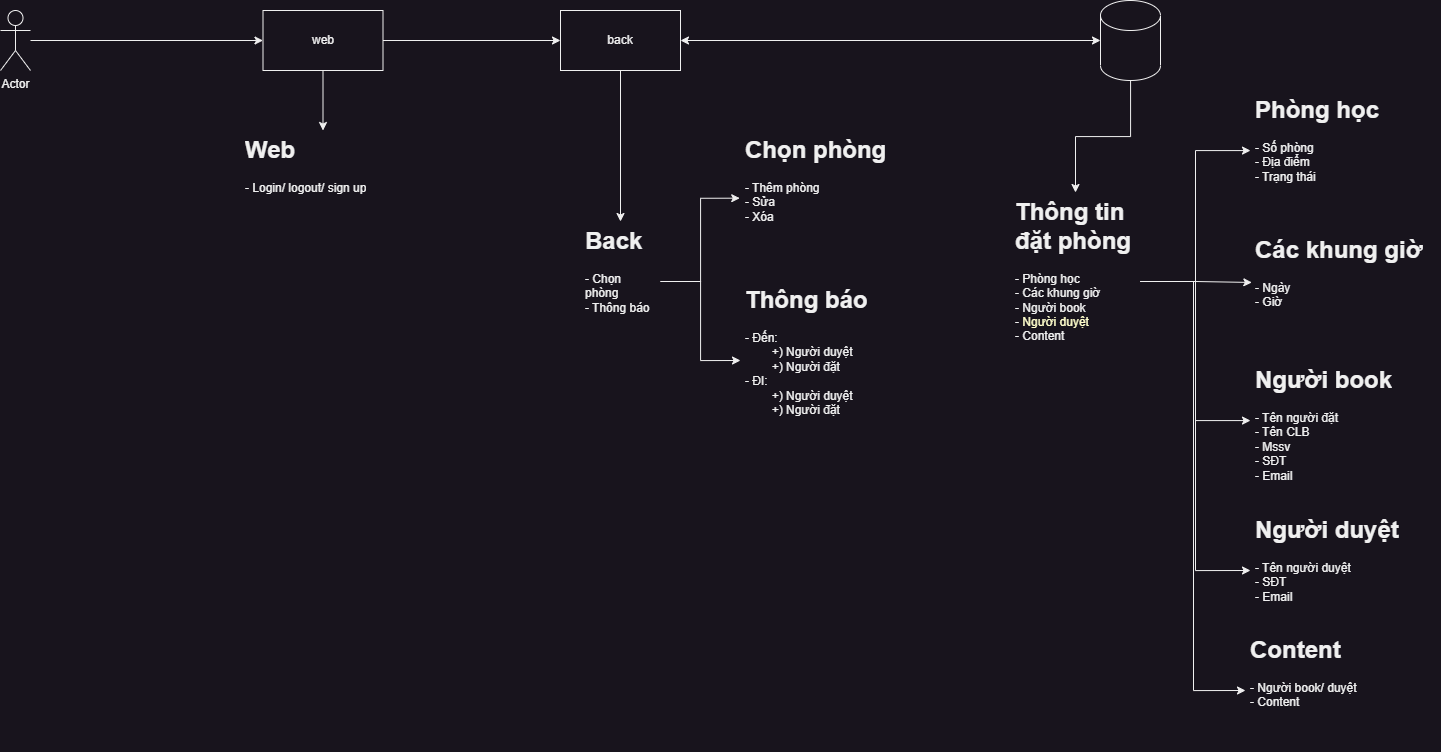 web
back
Actor
Web
- Login/ logout/ sign up
Back
- Chọn
phòng
- Thông báo
Chọn phòng
- Thêm phòng
- Sửa
- Xóa
Thông báo
- Đến:
+) Người duyệt
+) Người đặt
- ĐI:
+) Người duyệt
+) Người đặt
Thông tin
đặt phòng
- Phòng học
- Các khung giờ
- Người book
- Người duyệt
- Content
Phòng học
- Số phòng
- Địa điểm
- Trạng thái
Các khung giờ
- Ngày
- Giờ
Người book
- Tên người đặt
- Tên CLB
- Mssv
- SĐT
- Email
Người duyệt
- Tên người duyệt
- SĐT
- Email
Content
- Người book/ duyệt
- Content